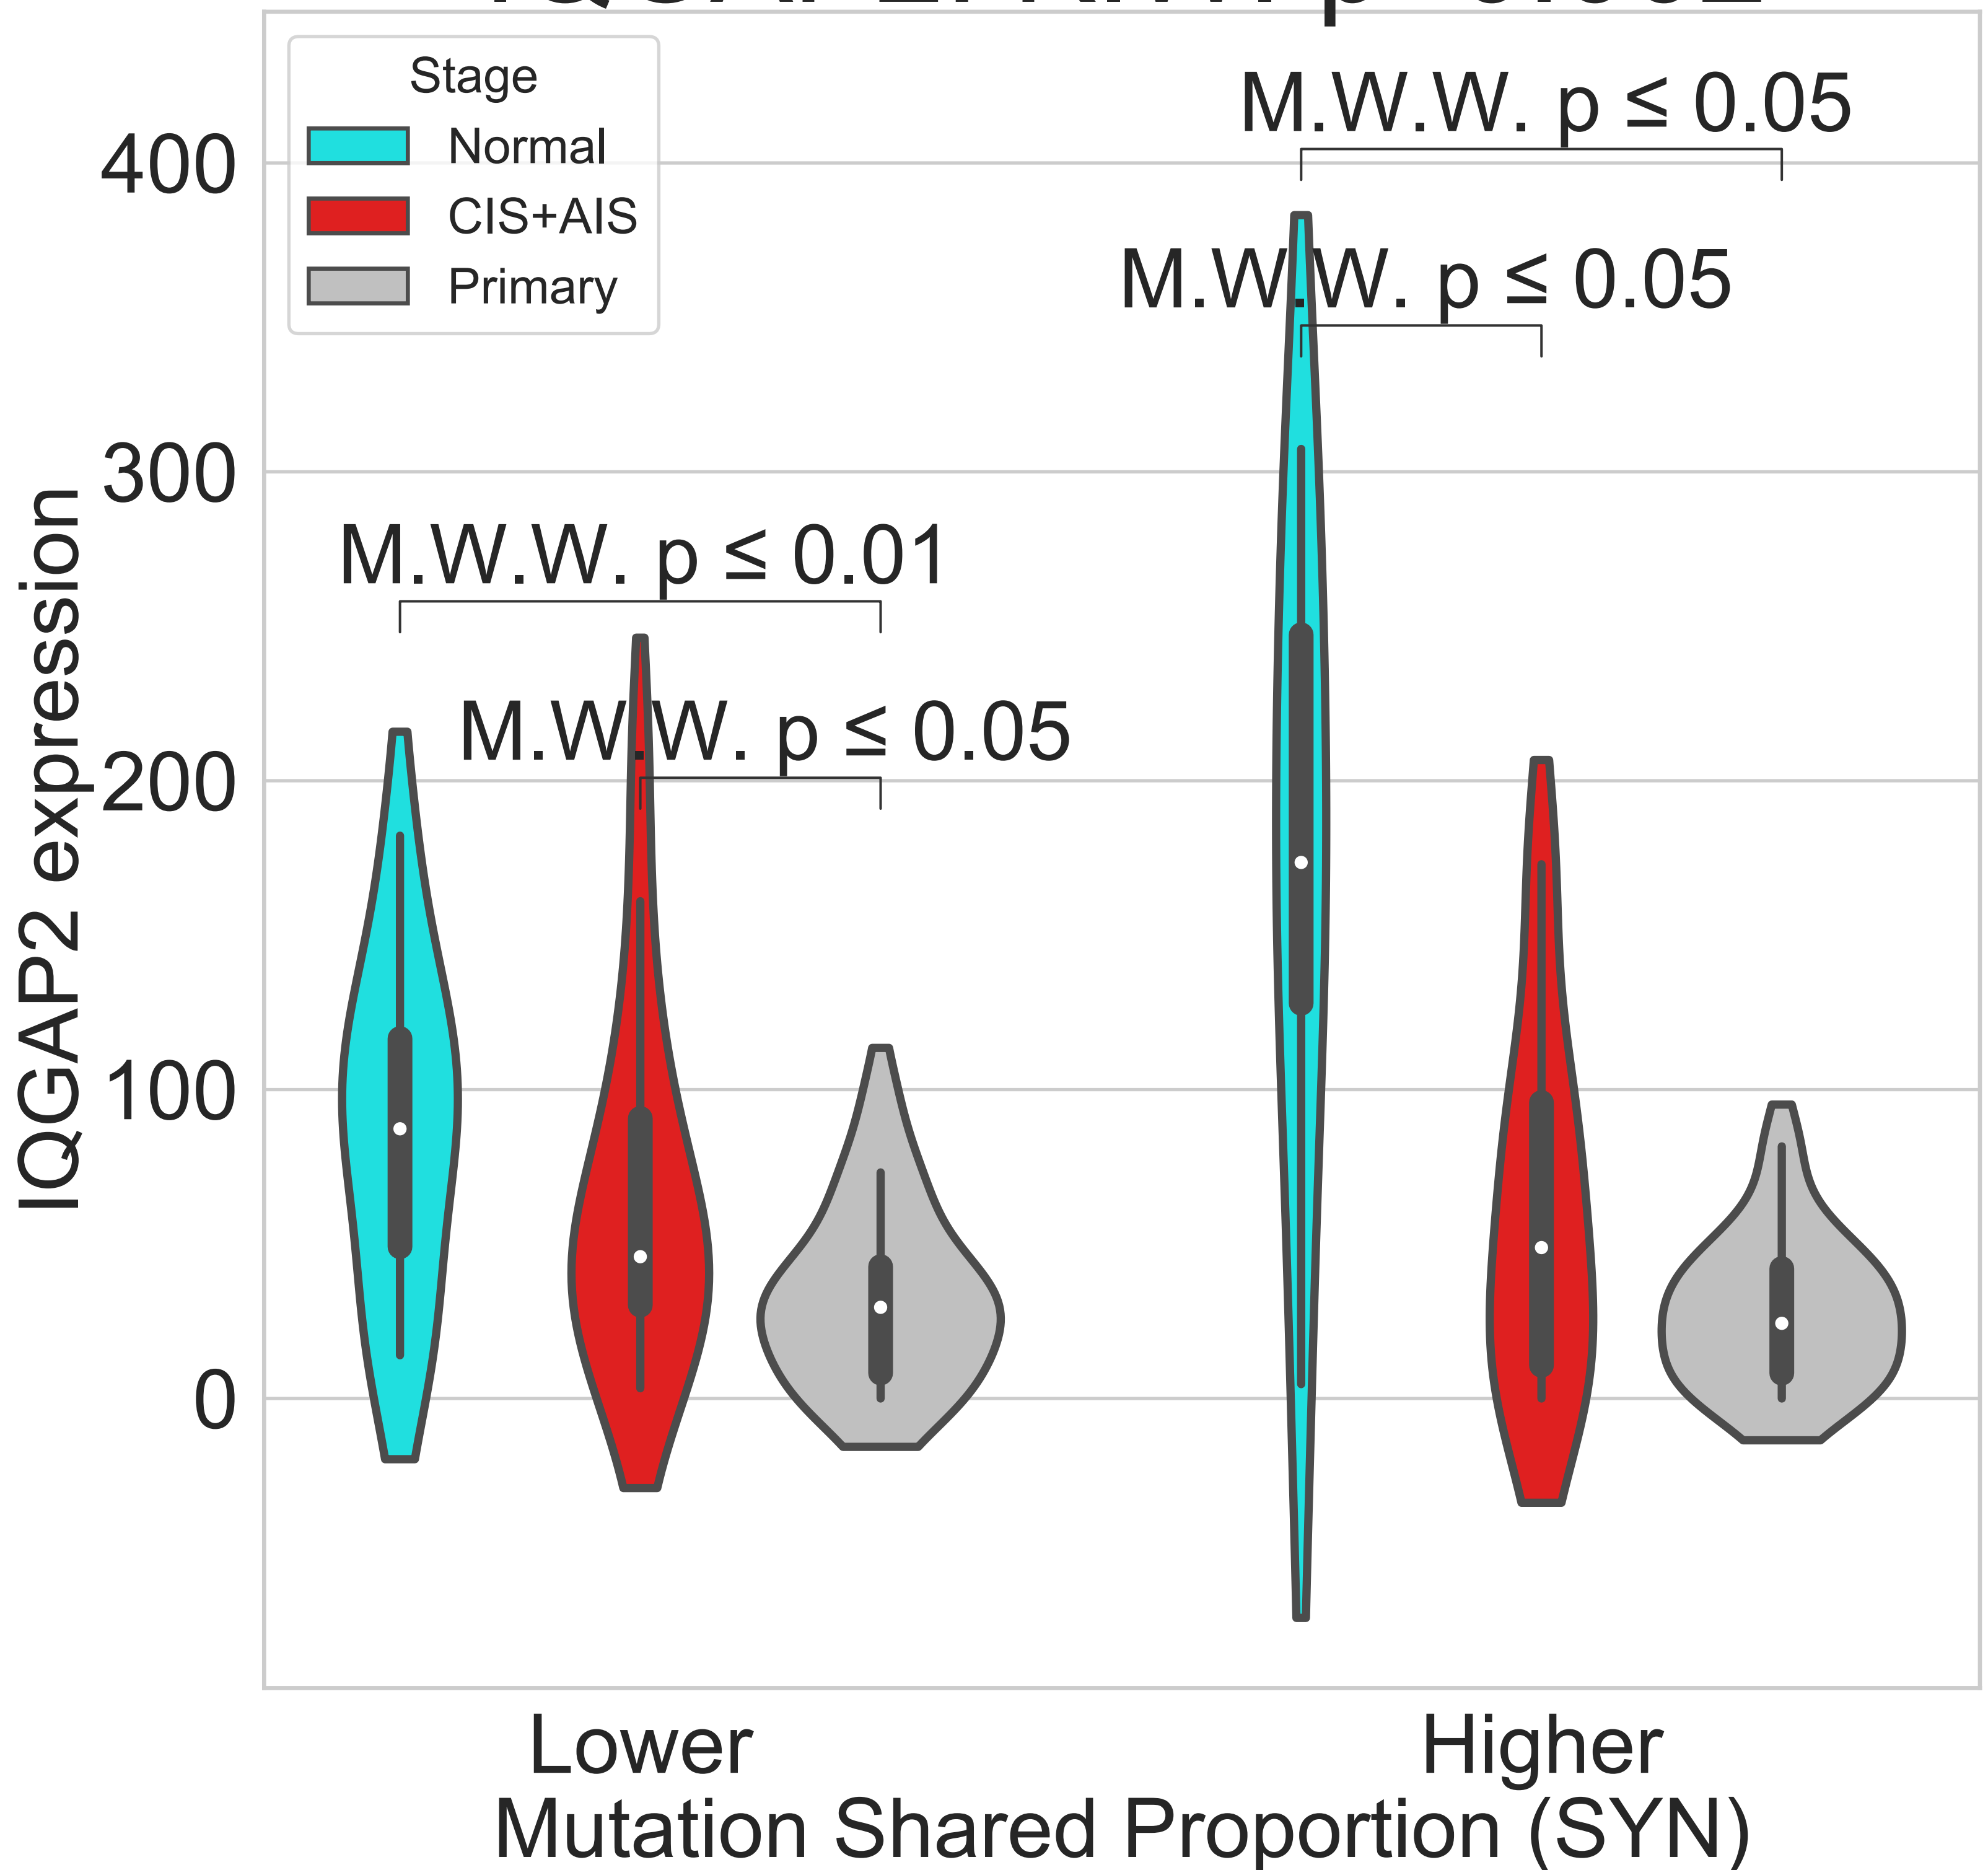 Stage
Normal
CIS+AIS
Primary
M.W.W. p ≤ 0.05
M.W.W. p ≤ 0.05
M.W.W. p ≤ 0.01
M.W.W. p ≤ 0.05
400
300
200
100
0
IQGAP2 expression
Lower
Higher
Mutation Shared Proportion (SYN)